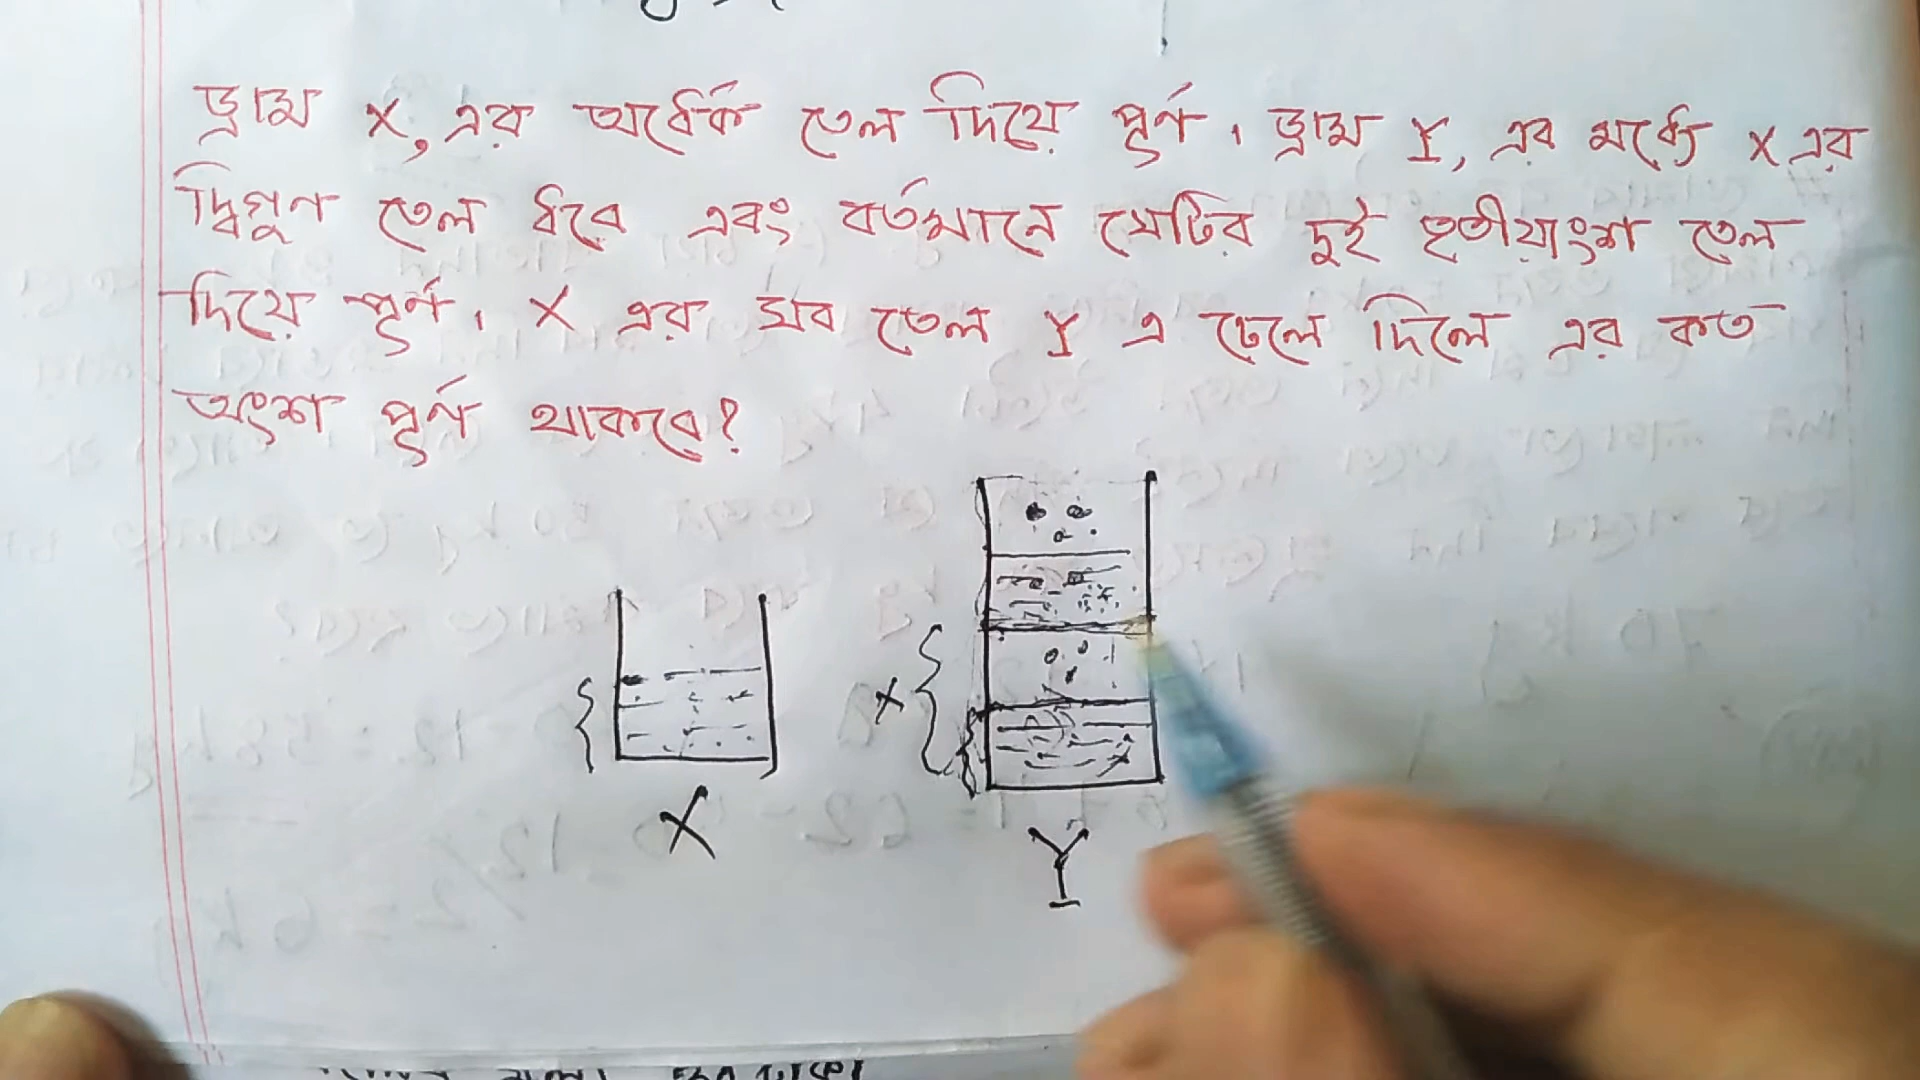 ড্রাম X, এর অর্ধেক তেল দিয়ে পূর্ণ। ড্রাম Y, এর মধ্যে X এর
দ্বিগুণ তেল ধরে এবং বর্তমানে সেটির দুই তৃতীয়াংশ তেল
দিয়ে পূর্ণ। X এর সব তেল Y এ ঢেলে দিলে এর কত
অংশ পূর্ণ থাকবে?
X
X
Y